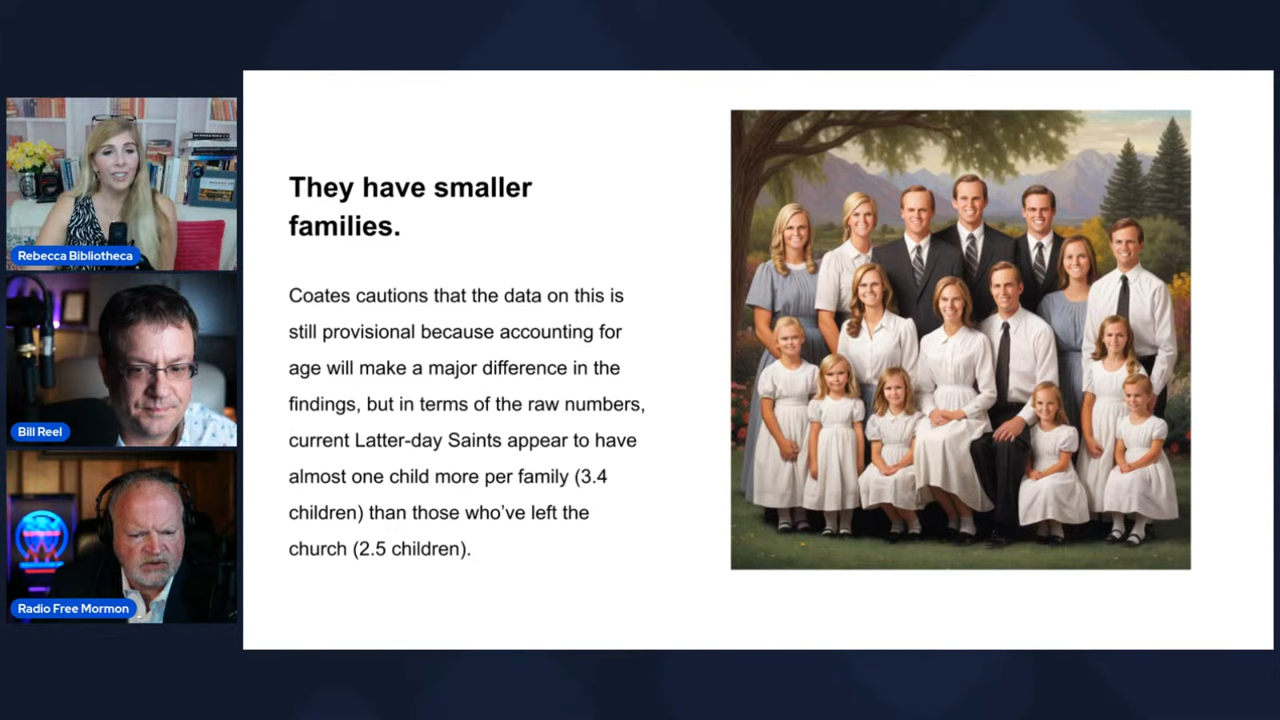 They have smaller
families.
Coates cautions that the data on this is
still provisional because accounting for
age will make a major difference in the
findings, but in terms of the raw numbers,
current Latter-day Saints appear to have
almost one child more per family (3.4
children) than those who’ve left the
church (2.5 children).
Rebecca Bibliotheca
Bill Reel
Radio Free Mormon